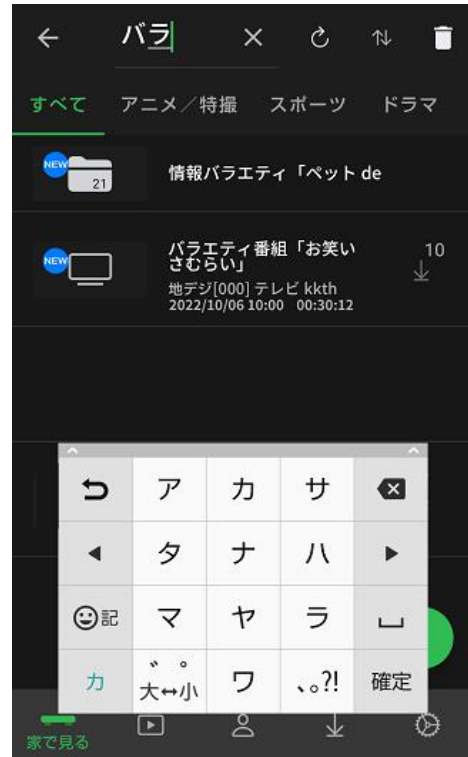 バラ
すべて アニメ／特撮 スポーツ ドラマ
NEW 21 情報バラエティ「ペット de
NEW バラエティ番組「お笑い 10
さむらい」
地デジ[000] テレビ kkth
2022/10/06 10:00 00:30:12
ア カ サ
タ ナ ハ
記 マ ヤ ラ
カ 大↔小 ワ 、。?! 確定
家で見る